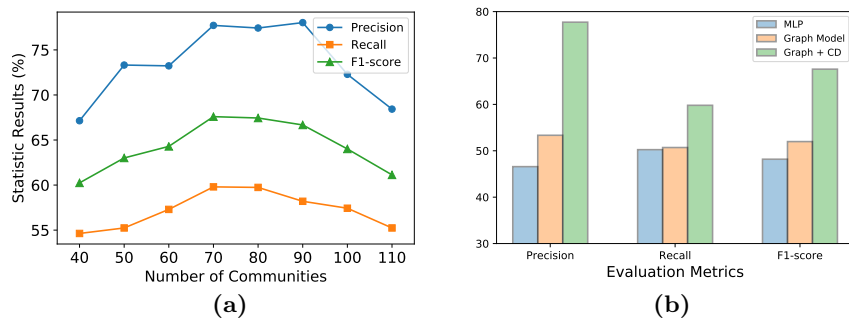 Statistic Results (%)
75
70
65
60
55
Precision
Recall
F1-score
40 50 60 70 80 90 100 110
Number of Communities
(a)
80
70
60
50
40
30
MLP
Graph Model
Graph + CD
Precision Recall F1-score
Evaluation Metrics
(b)